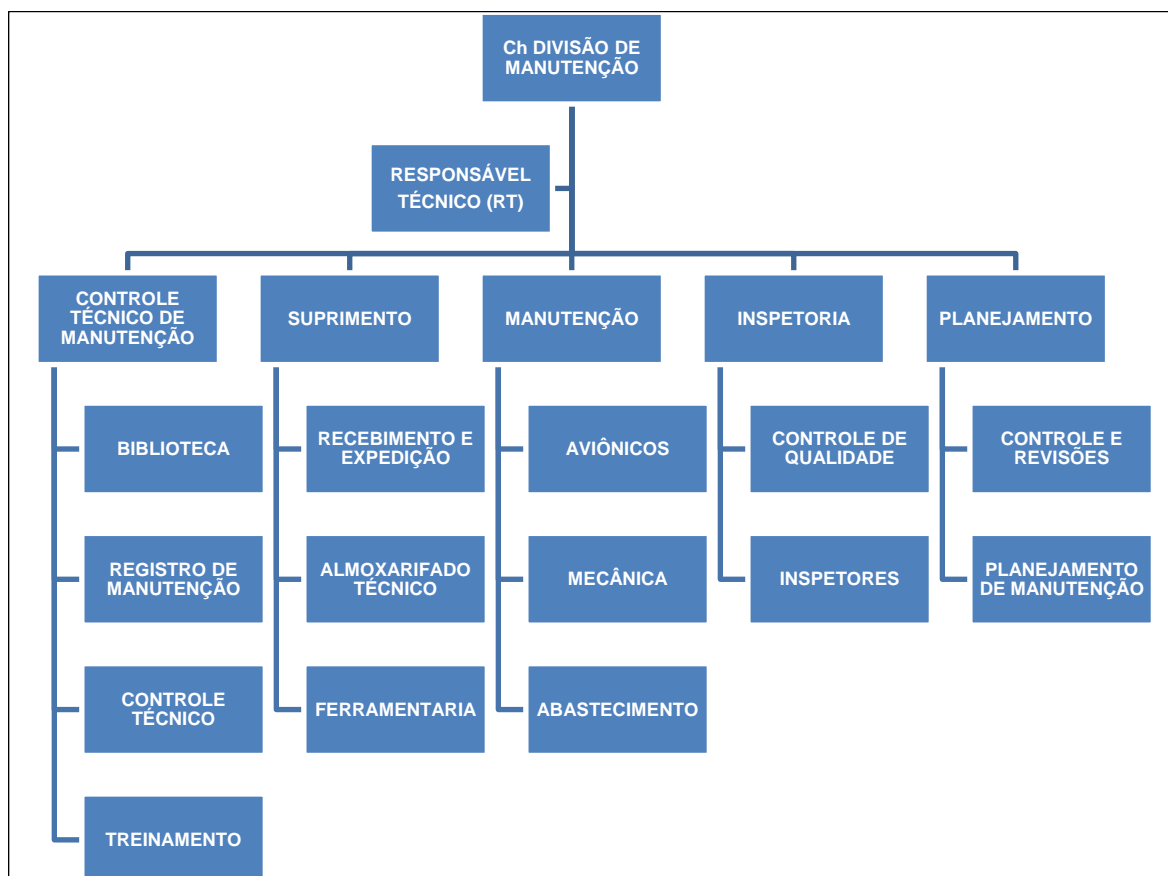 Ch DIVISÃO DE
MANUTENÇÃO
RESPONSÁVEL
TÉCNICO (RT)
CONTROLE
TÉCNICO DE
MANUTENÇÃO
SUPRIMENTO
MANUTENÇÃO
INSPETORIA
PLANEJAMENTO
BIBLIOTECA
RECEBIMENTO E
EXPEDIÇÃO
AVIÔNICOS
CONTROLE DE
QUALIDADE
CONTROLE E
REVISÕES
REGISTRO DE
MANUTENÇÃO
ALMOXARIFADO
TÉCNICO
MECÂNICA
INSPETORES
PLANEJAMENTO
DE MANUTENÇÃO
CONTROLE
TÉCNICO
FERRAMENTARIA
ABASTECIMENTO
TREINAMENTO